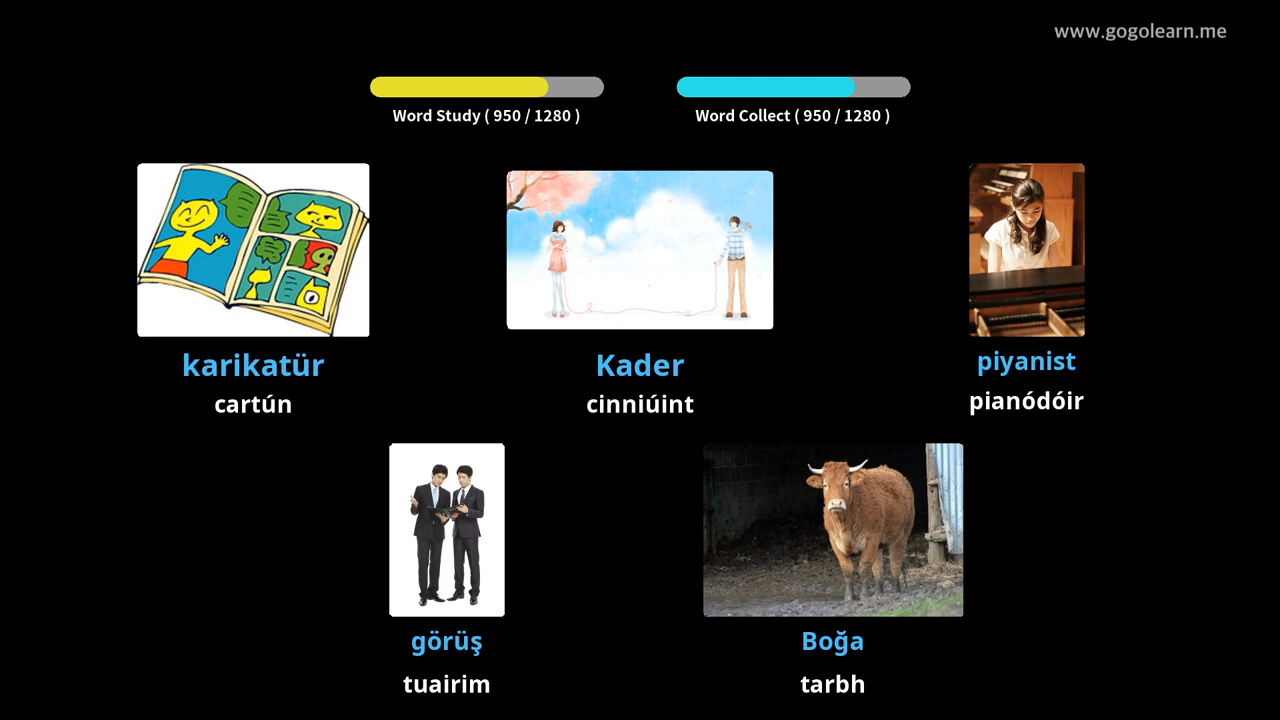 www.gogolearn.me
Word Study ( 950 / 1280 )
Word Collect ( 950 / 1280 )
karikatür
cartún
Kader
cinniúint
piyanist
pianódóir
görüş
tuairim
Boğa
tarbh